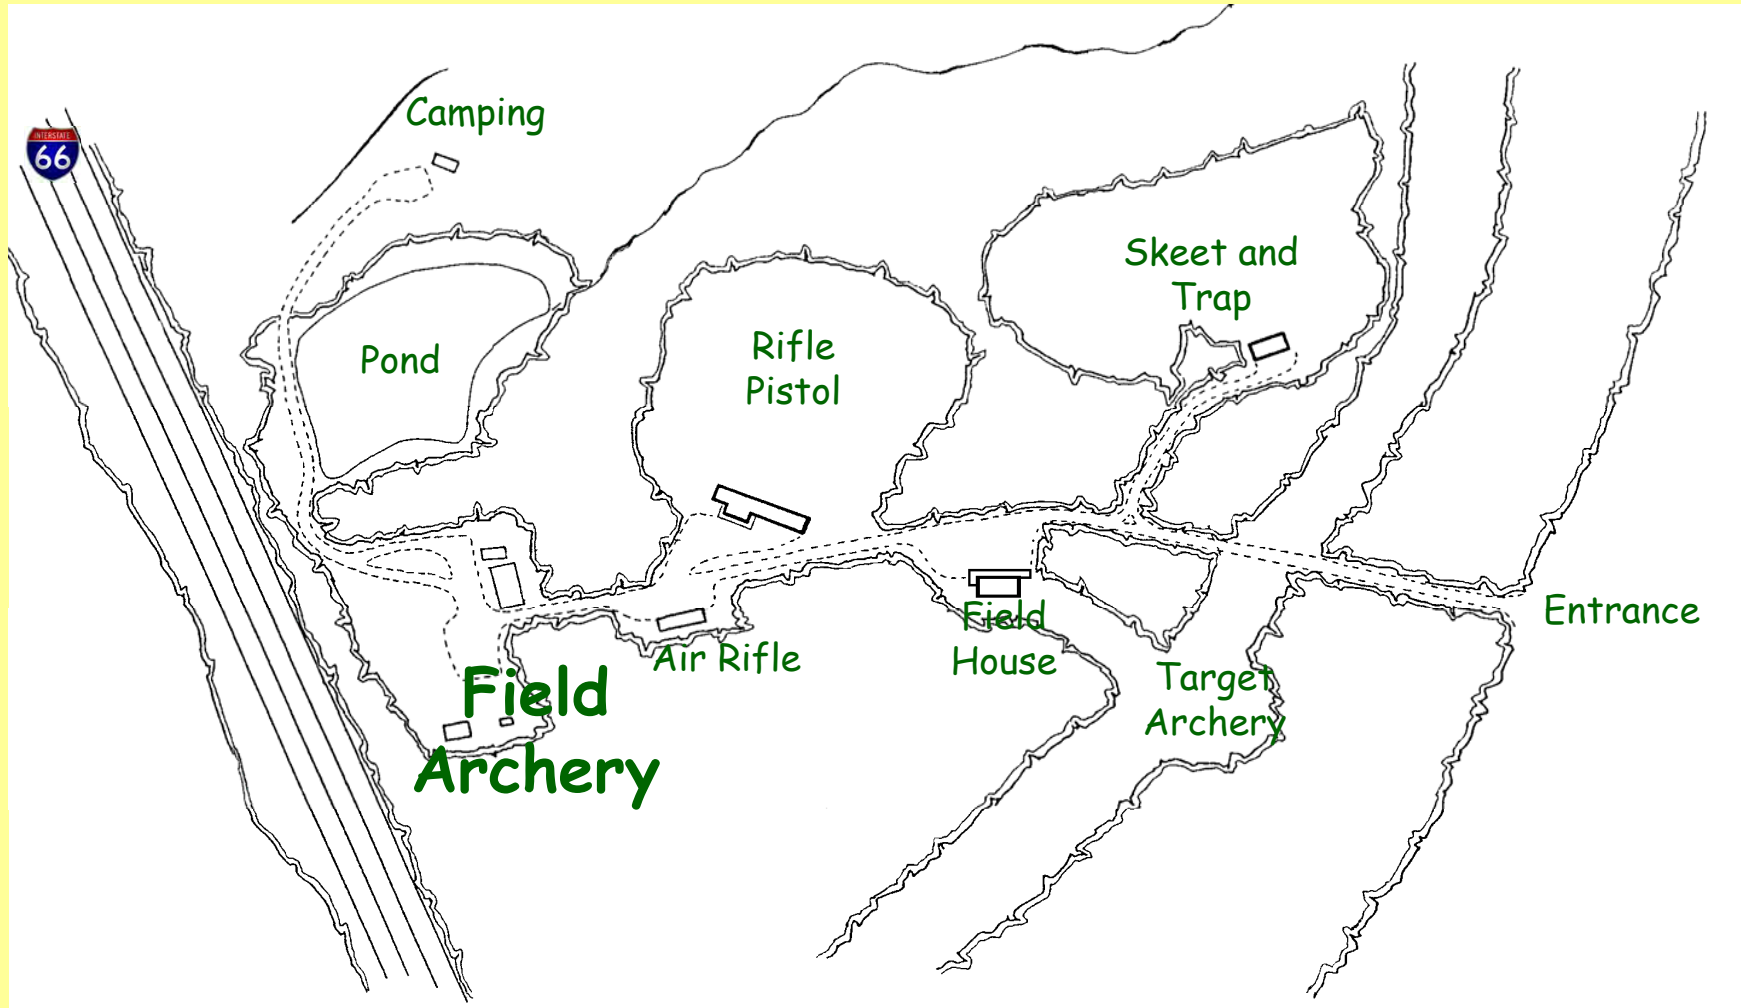 Camping
INTERSTATE
66
Skeet and
Trap
Pond
Rifle
Pistol
Entrance
Field
House
Air Rifle
Target
Archery
Field
Archery